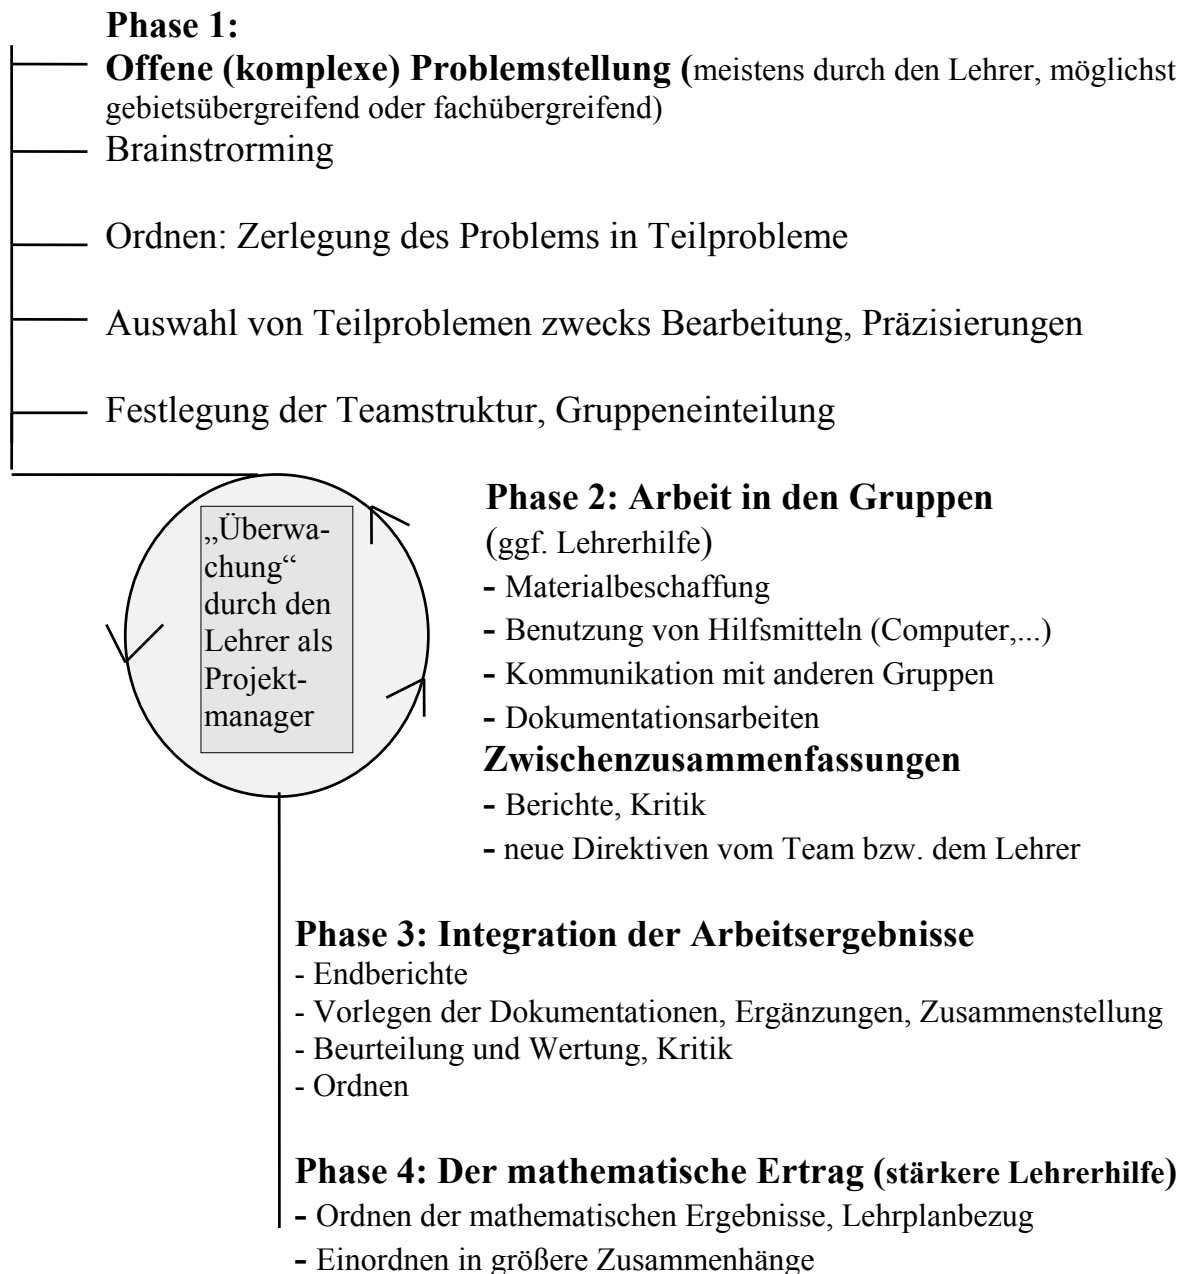 Phase 1:
Offene (komplexe) Problemstellung (meistens durch den Lehrer, möglichst
gebietsübergreifend oder fachübergreifend)
Brainstrorming
Ordnen: Zerlegung des Problems in Teilprobleme
Auswahl von Teilproblemen zwecks Bearbeitung, Präzisierungen
Festlegung der Teamstruktur, Gruppeneinteilung
„Überwa-
chung“
durch den
Lehrer als
Projekt-
manager
Phase 2: Arbeit in den Gruppen
(ggf. Lehrerhilfe)
- Materialbeschaffung
- Benutzung von Hilfsmitteln (Computer,...)
- Kommunikation mit anderen Gruppen
- Dokumentationsarbeiten
Zwischenzusammenfassungen
- Berichte, Kritik
- neue Direktiven vom Team bzw. dem Lehrer
Phase 3: Integration der Arbeitsergebnisse
- Endberichte
- Vorlegen der Dokumentationen, Ergänzungen, Zusammenstellung
- Beurteilung und Wertung, Kritik
- Ordnen
Phase 4: Der mathematische Ertrag (stärkere Lehrerhilfe)
- Ordnen der mathematischen Ergebnisse, Lehrplanbezug
- Einordnen in größere Zusammenhänge